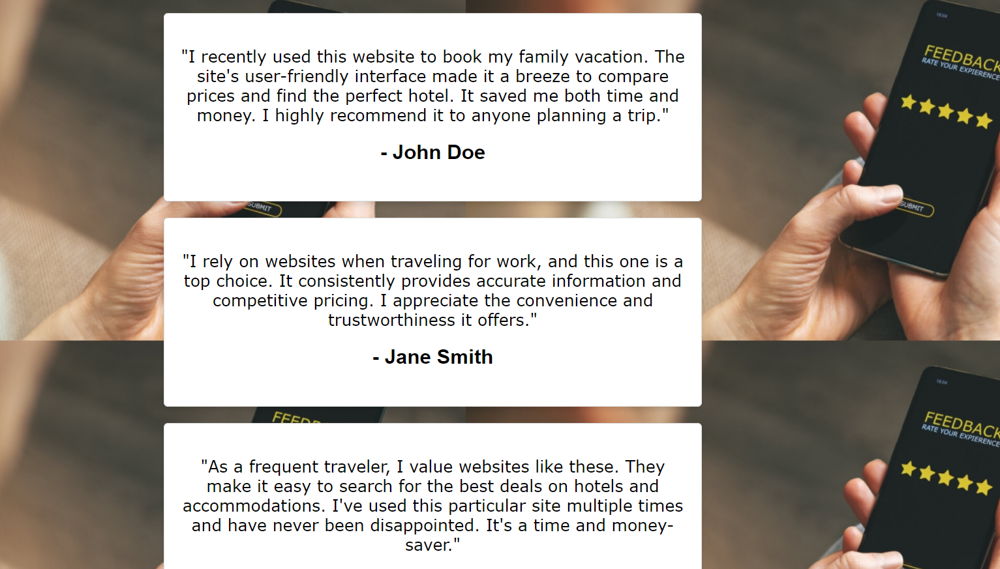 "I recently used this website to book my family vacation. The
site's user-friendly interface made it a breeze to compare
prices and find the perfect hotel. It saved me both time and
money. I highly recommend it to anyone planning a trip."
- John Doe
"I rely on websites when traveling for work, and this one is a
top choice. It consistently provides accurate information and
competitive pricing. I appreciate the convenience and
trustworthiness it offers."
- Jane Smith
"As a frequent traveler, I value websites like these. They
make it easy to search for the best deals on hotels and
accommodations. I've used this particular site multiple times
and have never been disappointed. It's a time and money-
saver."
18:04
FEEDBACK
RATE YOUR EXPIERENCE
SUBMIT
SUBMIT
18:04
FEEDBACK
RATE YOUR EXPIERENCE